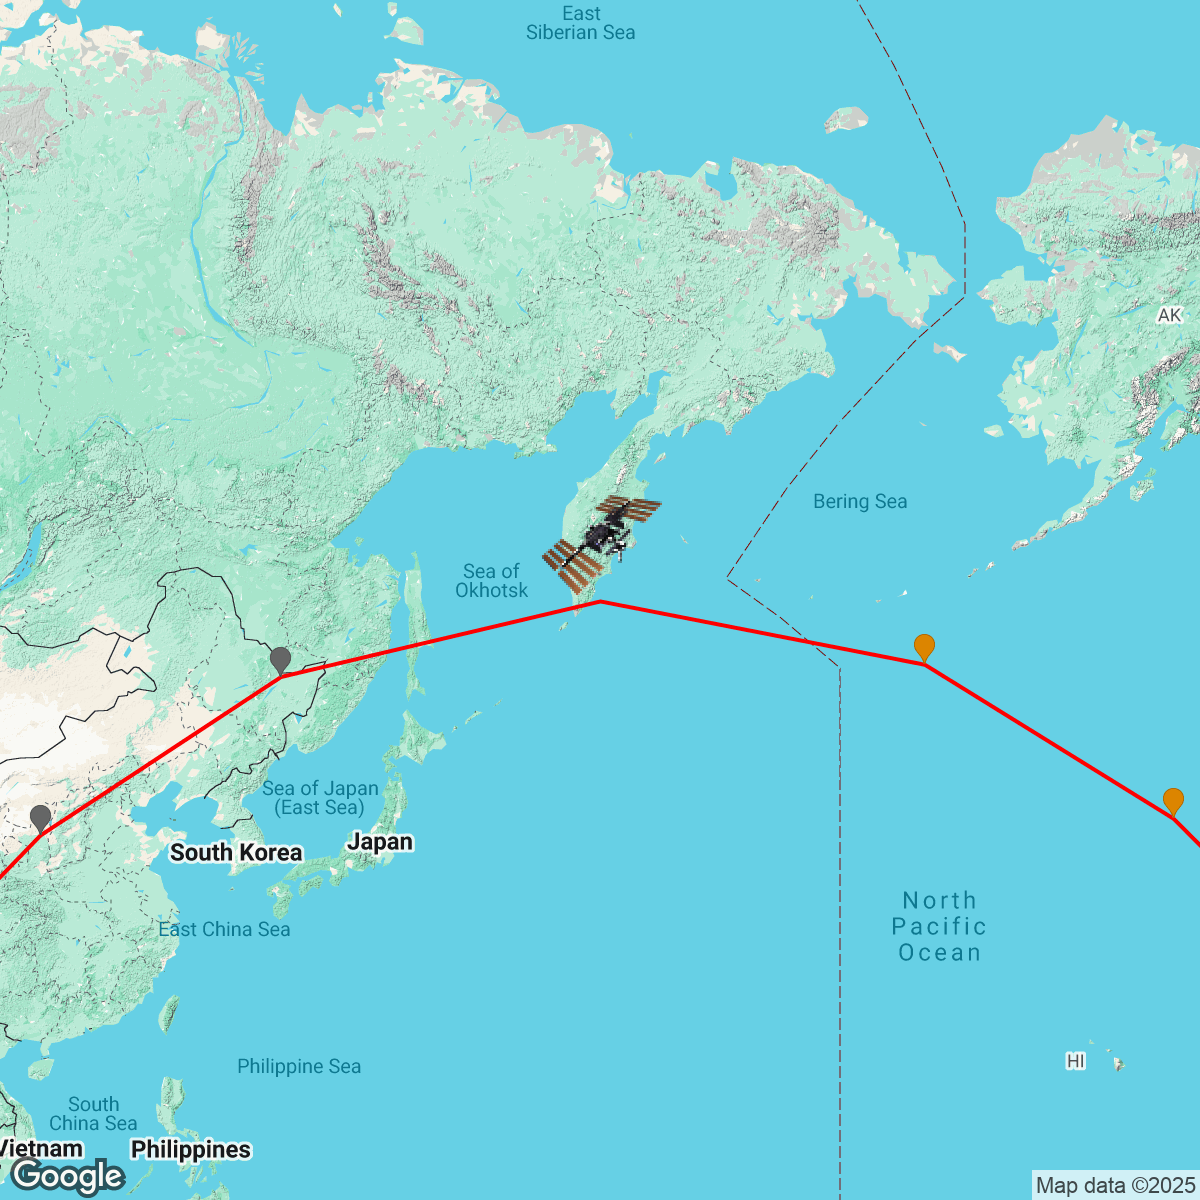 East
Siberian Sea
AK
Bering Sea
Sea of
Okhotsk
Sea of Japan
(East Sea)
Japan
South Korea
North
Pacific
Ocean
East China Sea
HI
Philippine Sea
South
China Sea
Vietnam
Philippines
Google
Map data ©2025